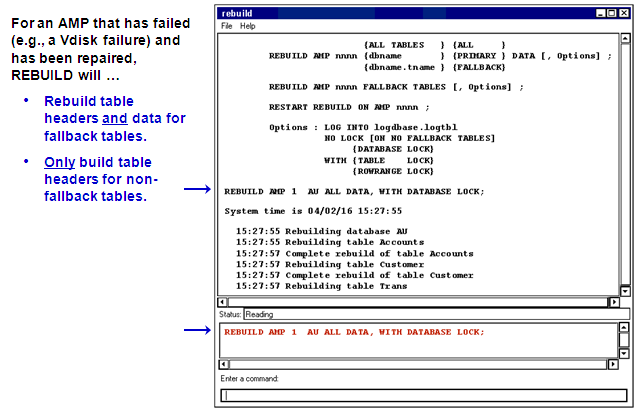 For an AMP that has failed
(e.g., a Vdisk failure) and
has been repaired,
REBUILD will …
• Rebuild table
headers and data for
fallback tables.
• Only build table
headers for non-
fallback tables.
rebuild
File Help
{ALL TABLES } {ALL }
REBUILD AMP nnnn {dbname } {PRIMARY } DATA [, Options] ;
{dbname.tname } {FALLBACK}
REBUILD AMP nnnn FALLBACK TABLES [, Options] ;
RESTART REBUILD ON AMP nnnn ;
Options : LOG INTO logdbase.logtbl
NO LOCK [ON NO FALLBACK TABLES]
{DATABASE LOCK}
WITH {TABLE LOCK}
{ROWRANGE LOCK}
REBUILD AMP 1 AU ALL DATA, WITH DATABASE LOCK;
System time is 04/02/16 15:27:55
15:27:55 Rebuilding database AU
15:27:55 Rebuilding table Accounts
15:27:57 Complete rebuild of table Accounts
15:27:57 Rebuilding table Customer
15:27:57 Complete rebuild of table Customer
15:27:57 Rebuilding table Trans
Status: Reading
REBUILD AMP 1 AU ALL DATA, WITH DATABASE LOCK;
Enter a command: